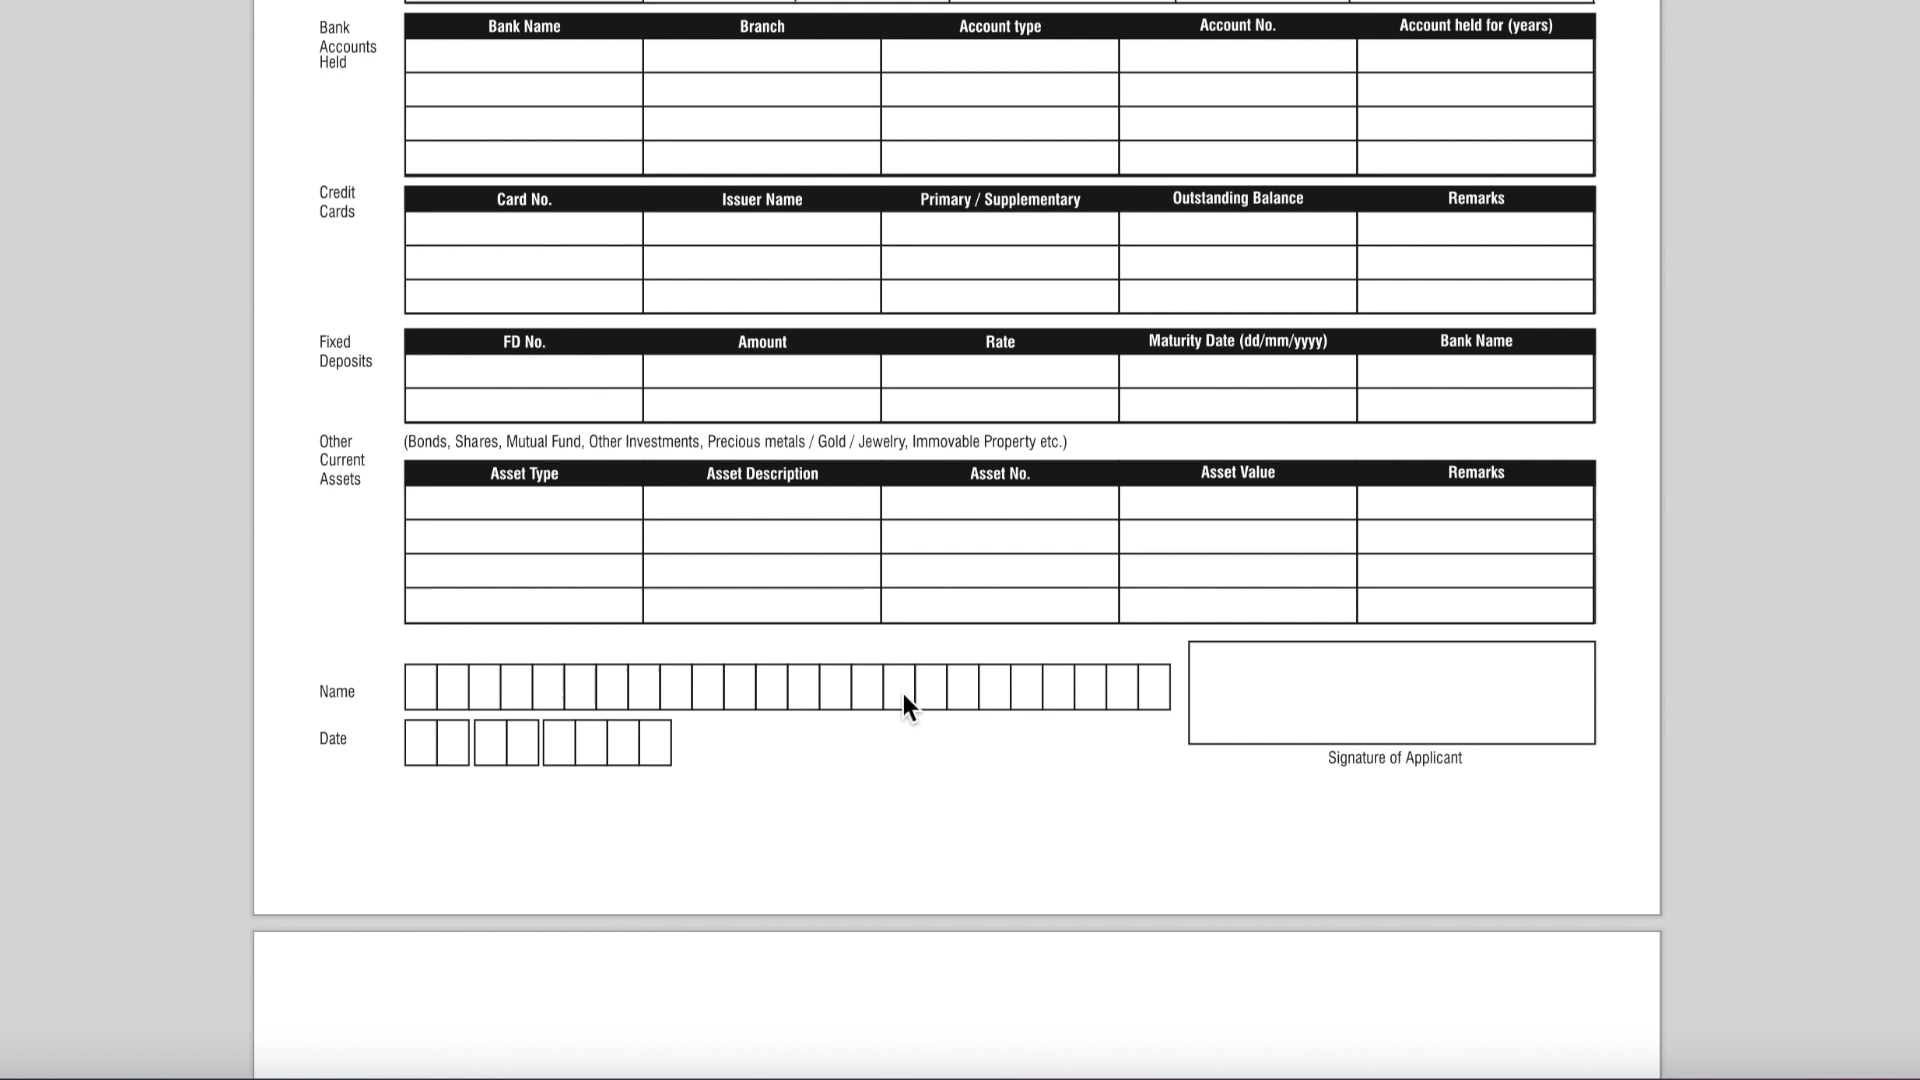 Bank Accounts Held
Bank Name Branch Account type Account No. Account held for (years)
Credit Cards
Card No. Issuer Name Primary / Supplementary Outstanding Balance Remarks
Fixed Deposits
FD No. Amount Rate Maturity Date (dd/mm/yyyy) Bank Name
Other Current Assets
(Bonds, Shares, Mutual Fund, Other Investments, Precious metals / Gold / Jewelry, Immovable Property etc.)
Asset Type Asset Description Asset No. Asset Value Remarks
Name
Date
Signature of Applicant